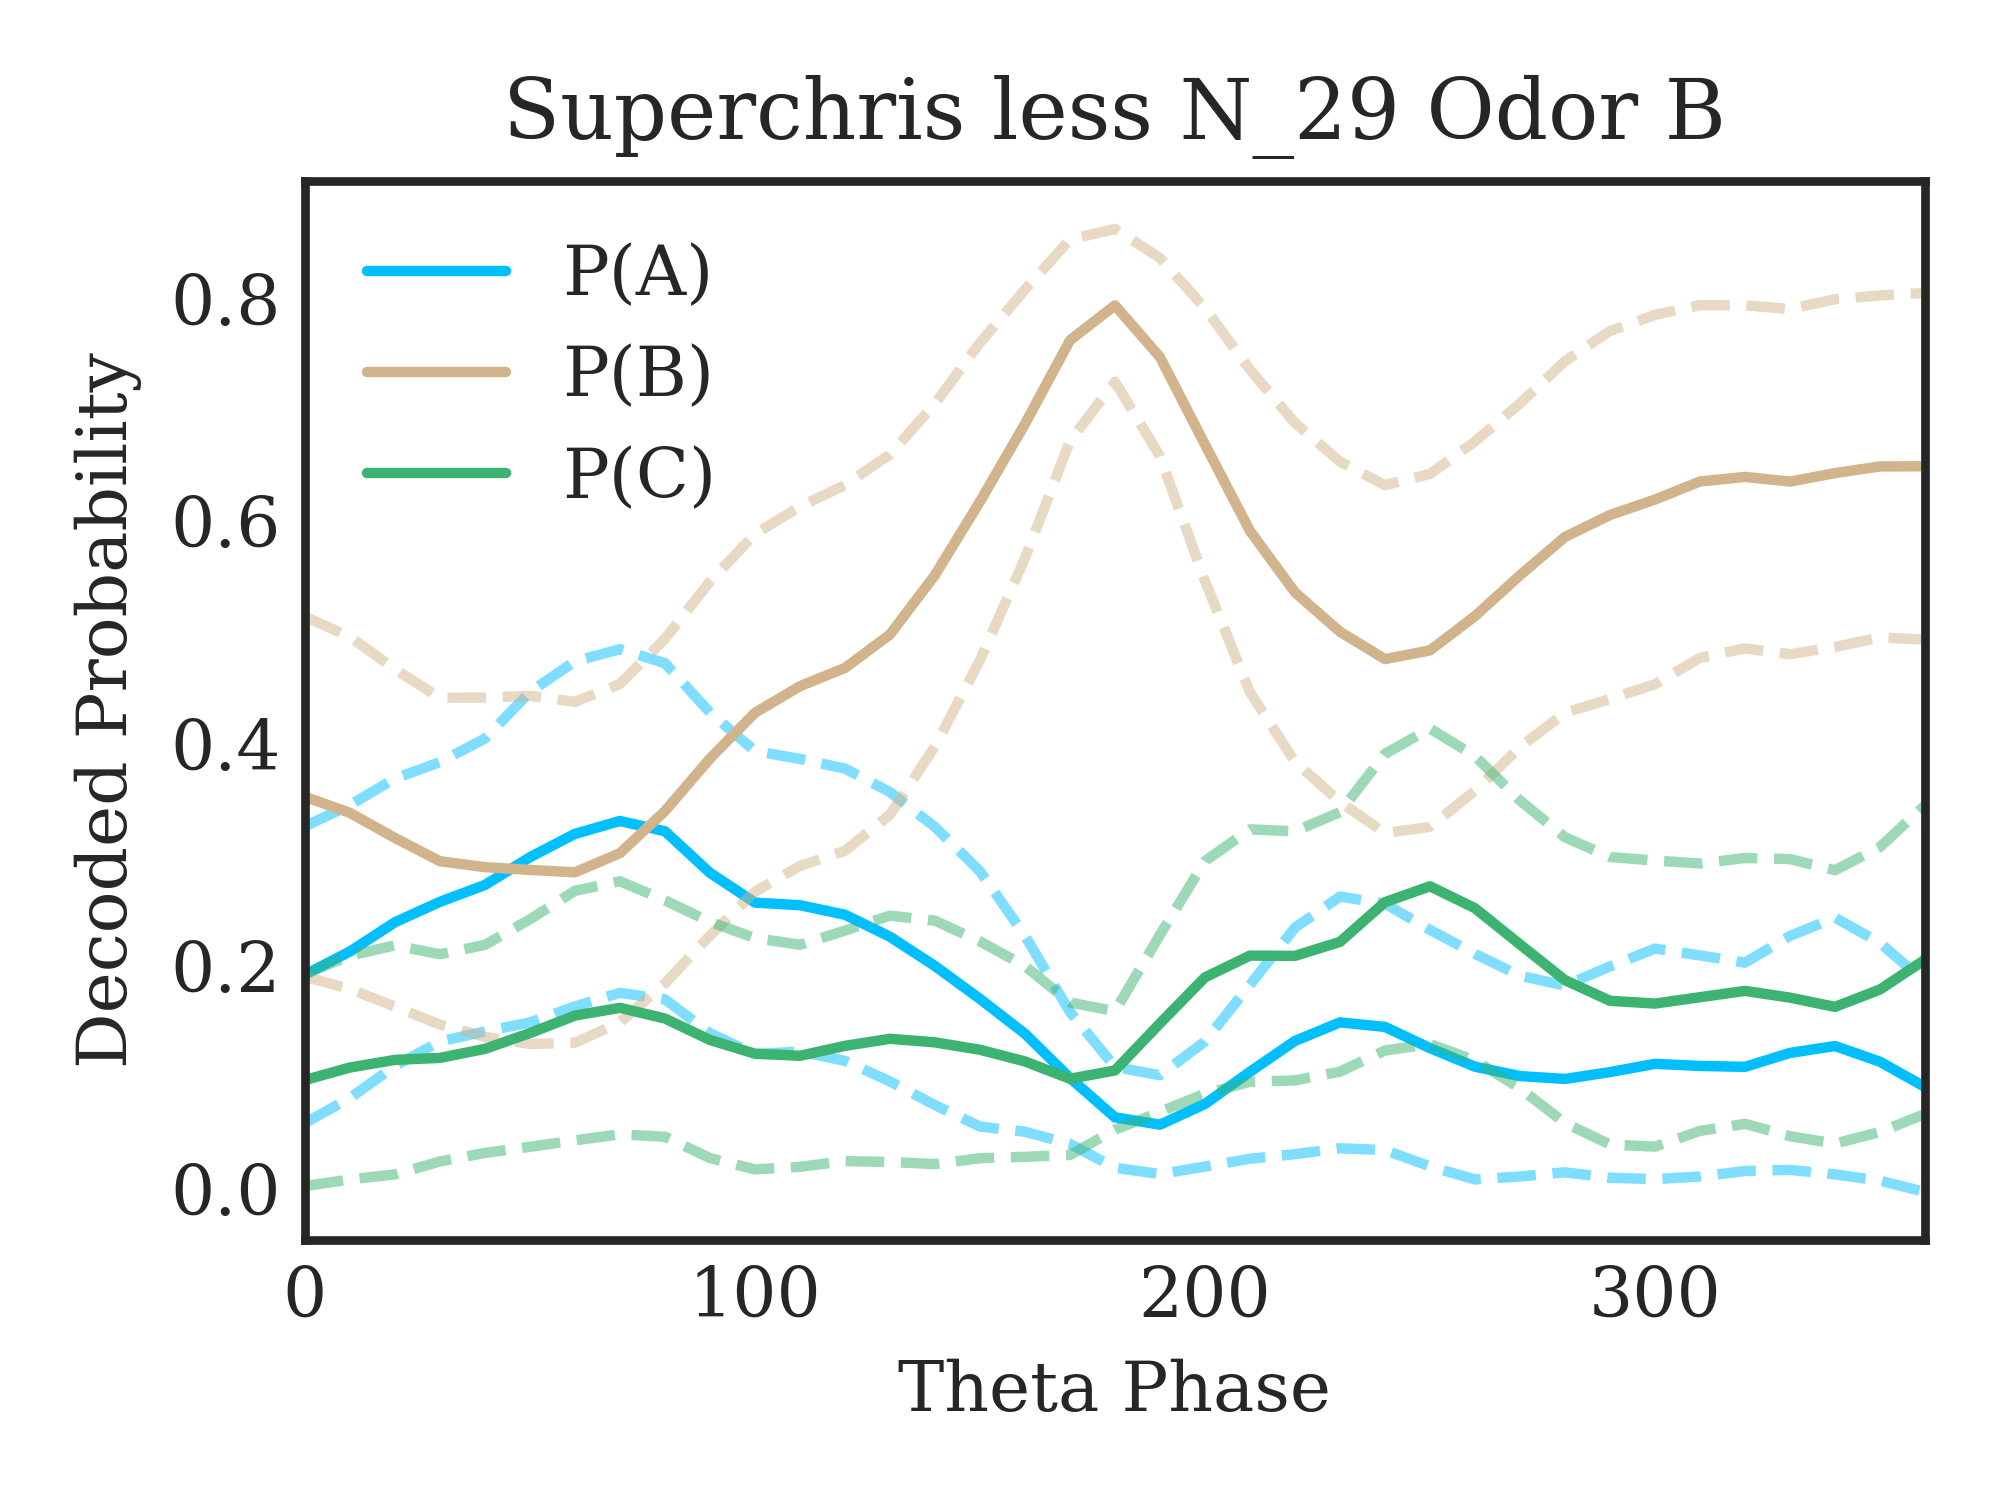 Superchris less N_29 Odor B
P(A)
P(B)
P(C)
Decoded Probability
0.8
0.6
0.4
0.2
0.0
0 100 200 300
Theta Phase